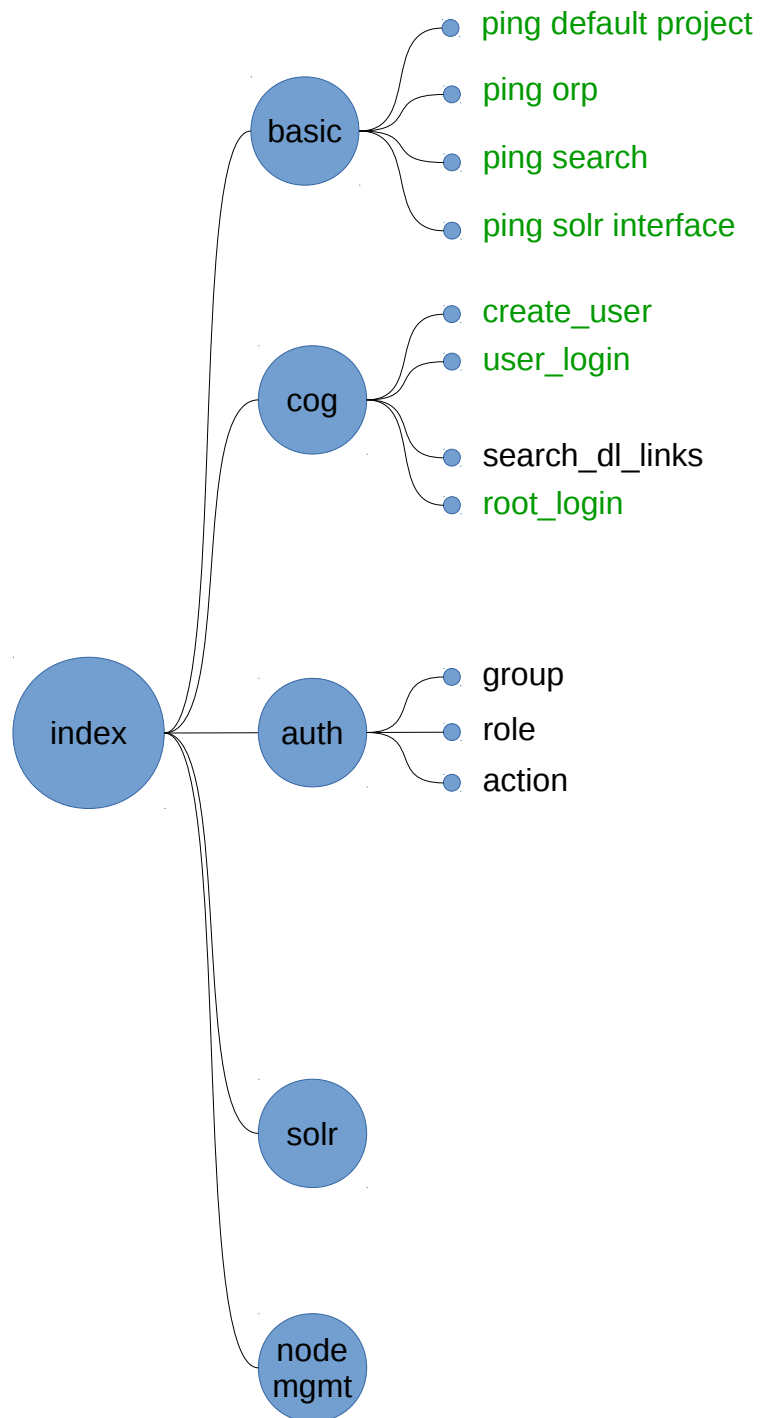 index
basic
ping default project
ping orp
ping search
ping solr interface
cog
create_user
user_login
search_dl_links
root_login
auth
group
role
action
solr
node
mgmt